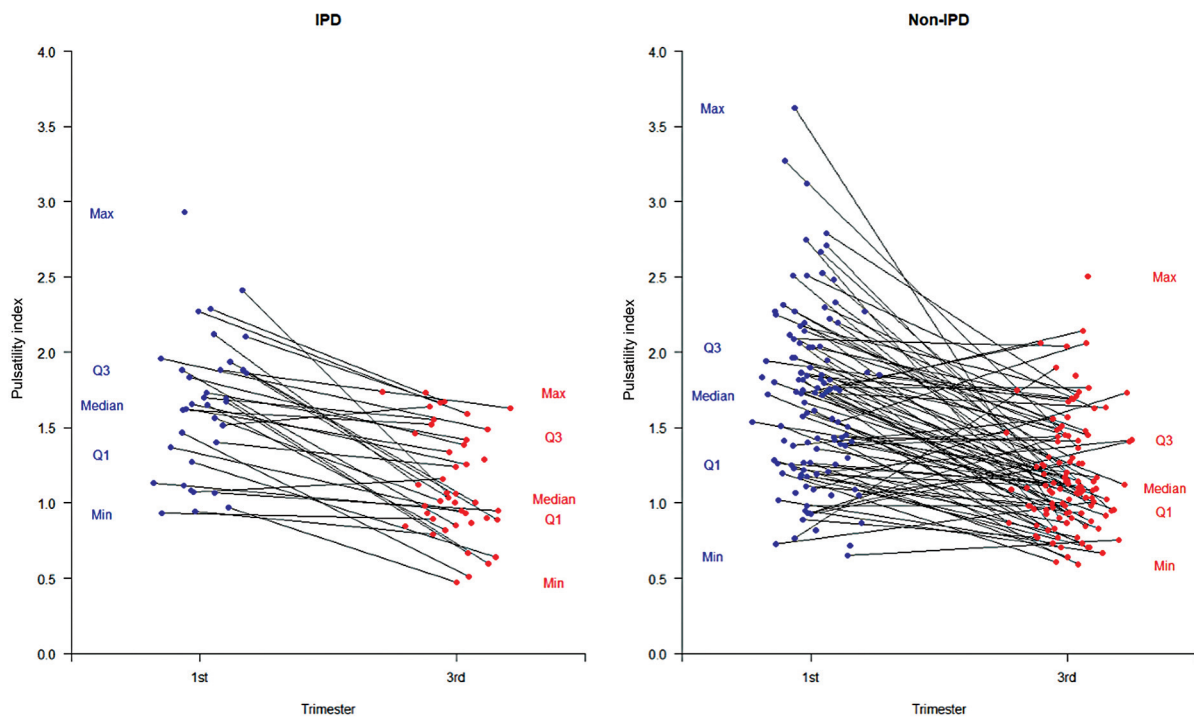 IPD
4.0
3.5
3.0
2.5
2.0
1.5
1.0
0.5
0.0
Pulsatility index
Max
Q3
Median
Q1
Min
Max
Q3
Median
Q1
Min
1st
3rd
Trimester
Non-IPD
4.0
3.5
3.0
2.5
2.0
1.5
1.0
0.5
0.0
Pulsatility index
Max
Q3
Median
Q1
Min
Max
Q3
Median
Q1
Min
1st
3rd
Trimester